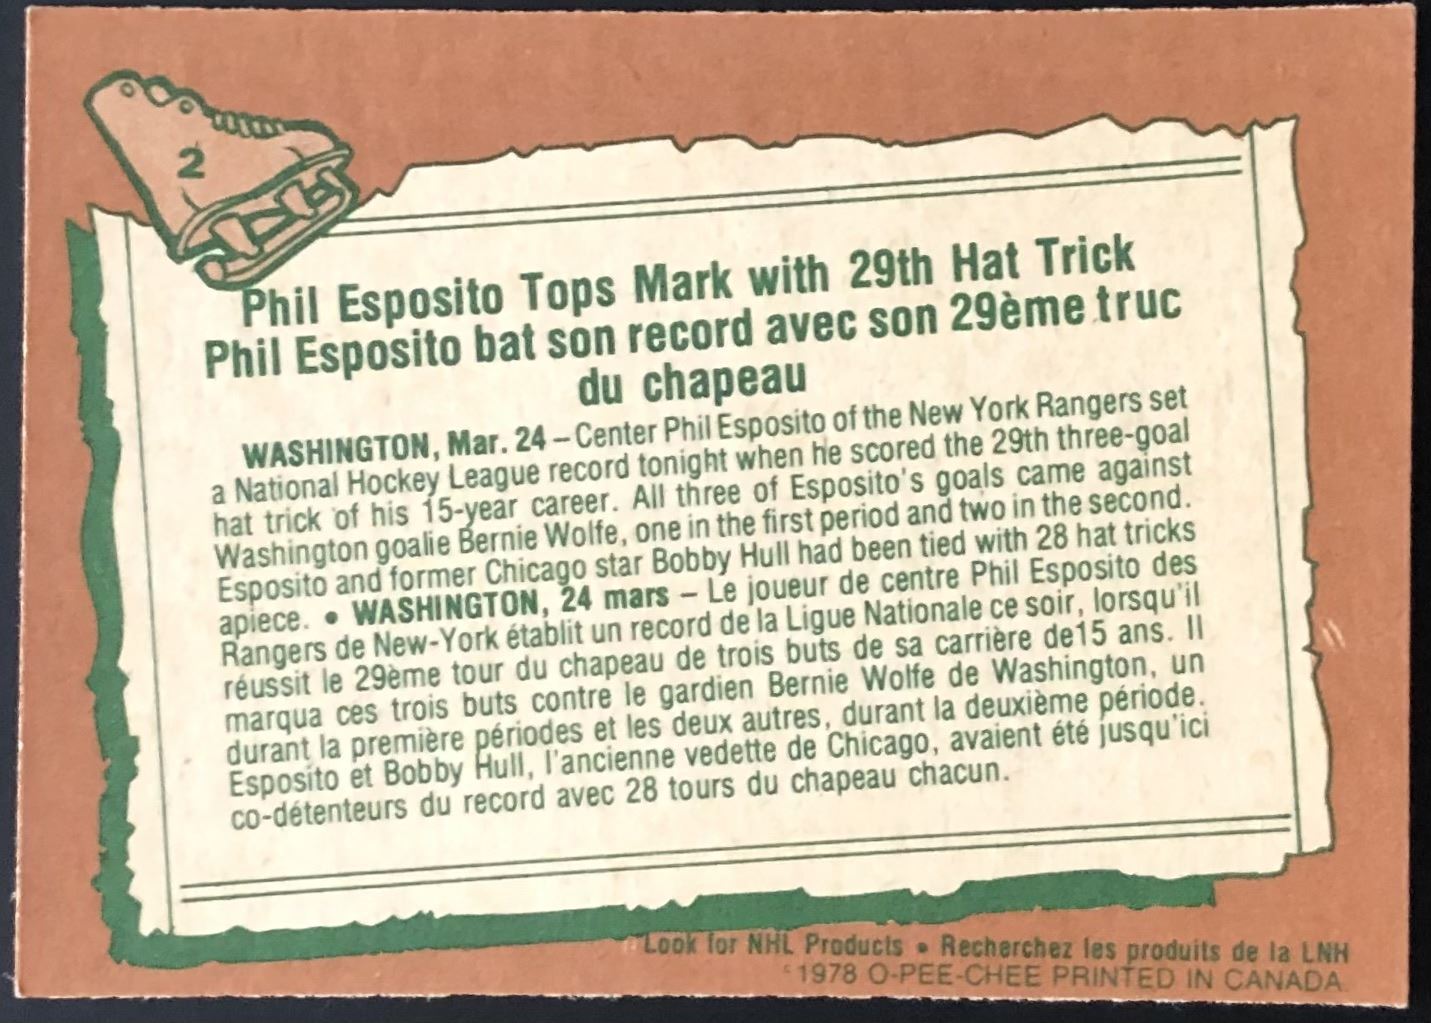 2
Phil Esposito Tops Mark with 29th Hat Trick
Phil Esposito bat son record avec son 29ème truc
du chapeau
WASHINGTON, Mar. 24 – Center Phil Esposito of the New York Rangers set
a National Hockey League record tonight when he scored the 29th three-goal
hat trick of his 15-year career. All three of Esposito's goals came against
Washington goalie Bernie Wolfe, one in the first period and two in the second.
Esposito and former Chicago star Bobby Hull had been tied with 28 hat tricks
apiece. • WASHINGTON, 24 mars – Le joueur de centre Phil Esposito des
Rangers de New-York établit un record de la Ligue Nationale ce soir, lorsqu'il
réussit le 29ème tour du chapeau de trois buts de sa carrière de15 ans. Il
marqua ces trois buts contre le gardien Bernie Wolfe de Washington, un
durant la première périodes et les deux autres, durant la deuxième période.
Esposito et Bobby Hull, l'ancienne vedette de Chicago, avaient été jusqu'ici
co-détenteurs du record avec 28 tours du chapeau chacun.
Look for NHL Products • Recherchez les produits de la LNH
©1978 O-PEE-CHEE PRINTED IN CANADA.